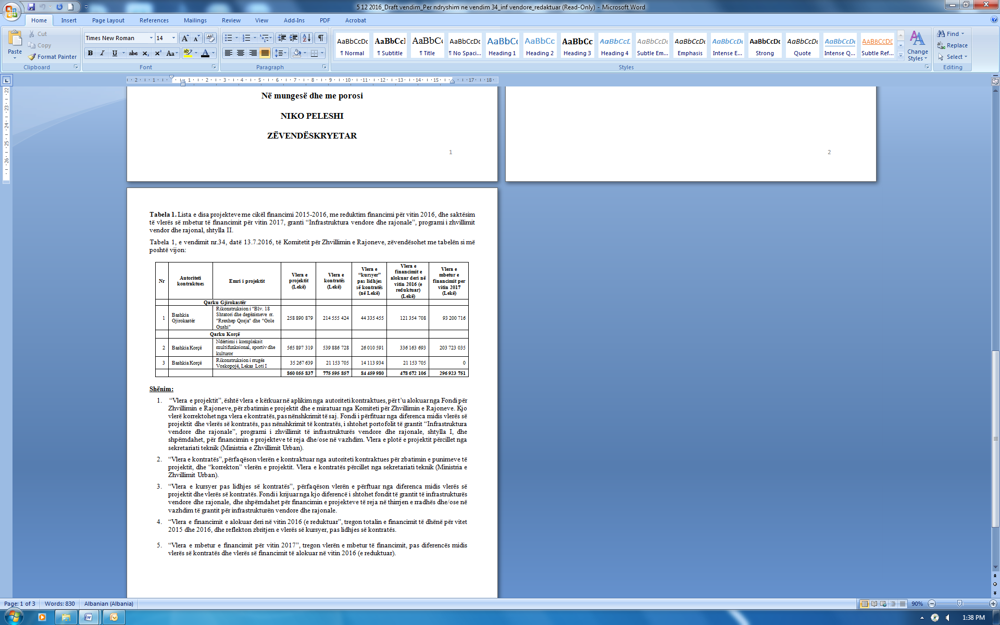 5 12 2016_Draft vendim_Per ndryshim ne vendim 34_inf vendore_redaktuar (Read-Only) - Microsoft Word
Home Insert Page Layout References Mailings Review View Add-Ins PDF Acrobat
Paste
Cut
Copy
Format Painter
Clipboard
Times New Roman 14
Font
Paragraph
AaBbCcDc AaBbCcI AaBbC AaBbCcDc AaBbC AaBbCc AaBbCc AaBbCcI AaBbCcDc AaBbCcDc AaBbCcDc AaBbCcDc AaBbCcDc AaBbCcDc AABBCCDD
¶ Normal ¶ Subtitle ¶ Title ¶ No Spaci... Heading 1 Heading 2 Heading 3 Heading 4 Subtle Em... Emphasis Intense E... Strong Quote Intense Q... Subtle Ref...
Change Styles
Styles
Find
Replace
Select
Editing
Në mungesë dhe me porosi
NIKO PELESHI
ZËVENDËSKRYETAR
1
2
Tabela 1. Lista e disa projekteve me cikël financimi 2015-2016, me reduktim financimi për vitin 2016, dhe saktësim
të vlerës së mbetur të financimit për vitin 2017, granti “Infrastruktura vendore dhe rajonale”, programi i zhvillimit
vendor dhe rajonal, shtylla II.
Tabela 1, e vendimit nr.34, datë 13.7.2016, të Komitetit për Zhvillimin e Rajoneve, zëvendësohet me tabelën si më
poshtë vijon:
Nr
Autoriteti kontraktues
Emri i projektit
Vlera e projektit (Lekë)
Vlera e kontratës (Lekë)
Vlera e “kursyer” pas lidhjes së kontratës (në Lekë)
Vlera e financimit e alokuar deri në vitin 2016 (e reduktuar) (Lekë)
Vlera e mbetur e financimit per vitin 2017 (Lekë)
Qarku Gjirokastër
1 Bashkia Gjirokastër Rikonstruksion i "Blv. 18 Shtatori dhe degëzimeve rr. "Rrexhep Qosja" dhe "Gole Gushi" 258 890 879 214 555 424 44 335 455 121 354 708 93 200 716
Qarku Korçë
2 Bashkia Korçë Ndërtimi i kompleksit multifunksional, sportiv dhe kulturor 565 897 319 539 886 728 26 010 591 336 163 693 203 723 035
3 Bashkia Korçë Rikonstruksion i rrugës Voskopojë, Lekas Loti I 35 267 639 21 153 705 14 113 934 21 153 705 0
860 055 837 775 595 857 84 459 980 478 672 106 296 923 751
Shënim:
1. “Vlera e projektit”, është vlera e kërkuar në aplikim nga autoriteti kontraktues, për t’u alokuar nga Fondi për
Zhvillimin e Rajoneve, për zbatimin e projektit dhe e miratuar nga Komiteti për Zhvillimin e Rajoneve. Kjo
vlerë korrektohet nga vlera e kontratës, pas nënshkrimit të saj. Fondi i përfituar nga diferenca midis vlerës së
projektit dhe vlerës së kontratës, pas nënshkrimit të kontratës, i shtohet portofolit të grantit “Infrastruktura
vendore dhe rajonale”, programi i zhvillimit të infrastrukturës vendore dhe rajonale, shtylla I, dhe
shpërndahet, për financimin e projekteve të reja dhe/ose në vazhdim. Vlera e plotë e projektit përcillet nga
sekretariati teknik (Ministria e Zhvillimit Urban).
2. “Vlera e kontratës”, përfaqëson vlerën e kontraktuar nga autoriteti kontraktues për zbatimin e punimeve të
projektit, dhe “korrekton” vlerën e projektit. Vlera e kontratës përcillet nga sekretariati teknik (Ministria e
Zhvillimit Urban).
3. “Vlera e kursyer pas lidhjes së kontratës”, përfaqëson vlerën e përftuar nga diferenca midis vlerës së
projektit dhe vlerës së kontratës. Fondi i krijuar nga kjo diferencë i shtohet fondit të grantit të infrastrukturës
vendore dhe rajonale, dhe shpërndahet për financimin e projekteve të reja në thirrjen e rradhës dhe/ose në
vazhdim të grantit për infrastrukturën vendore dhe rajonale.
4. “Vlera e financimit e alokuar deri në vitin 2016 (e reduktuar”, tregon totalin e financimit të dhënë për vitet
2015 dhe 2016, dhe reflekton zbritjen e vlerës së kursyer, pas lidhjes së kontratës.
5. “Vlera e mbetur e financimit për vitin 2017”, tregon vlerën e mbetur të financimit, pas diferencës midis
vlerës së kontratës dhe vlerës së financimit të alokuar në vitin 2016 (e reduktuar).
Page: 1 of 3 Words: 830 Albanian (Albania) 90%
1:38 PM